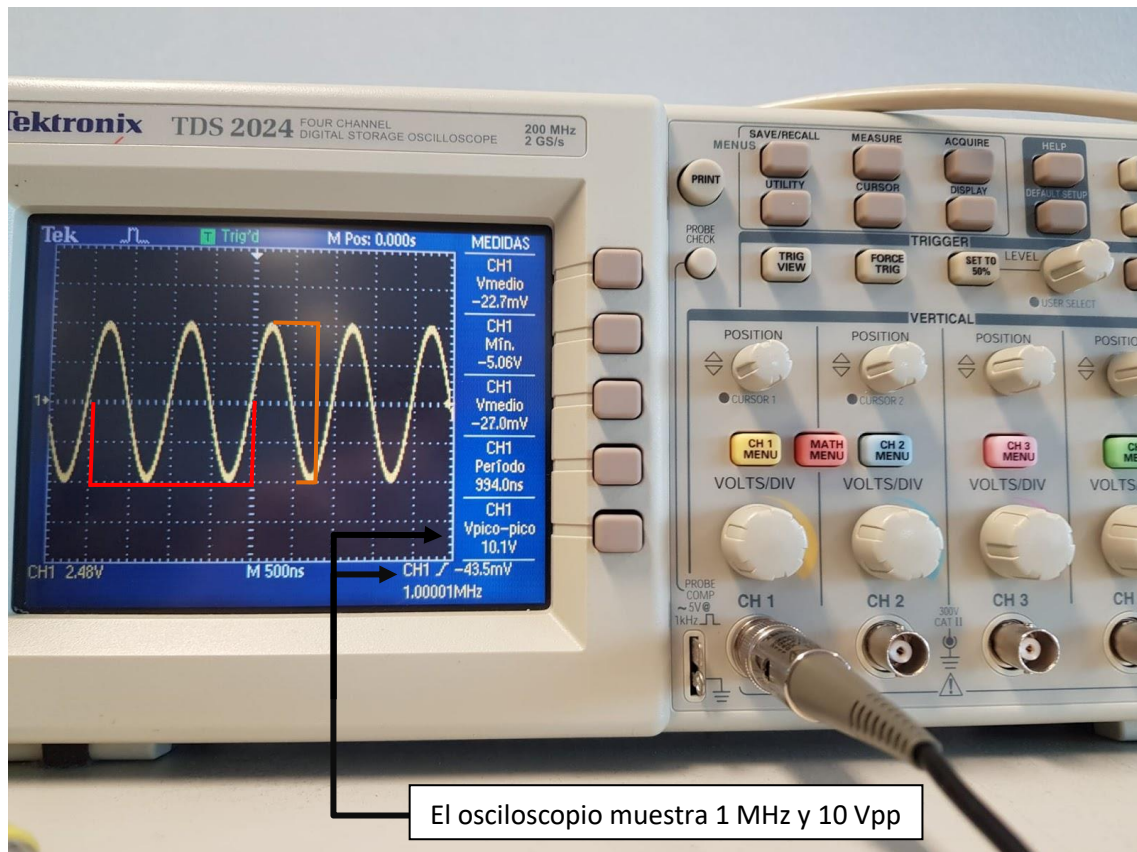 Tektronix TDS 2024 FOUR CHANNEL
DIGITAL STORAGE OSCILLOSCOPE
200 MHz
2 GS/s
Tek Trig'd M Pos: 0.000s MEDIDAS
CH1
Vmedio
-22.7mV
CH1
Mín.
-5.06V
CH1
Vmedio
-27.0mV
CH1
Período
994.0ns
CH1
Vpico-pico
10.1V
1
CH1 2.48V M 500ns CH1 -43.5mV
1.00001MHz
MENUS
SAVE/RECALL MEASURE ACQUIRE HELP
PRINT
UTILITY CURSOR DISPLAY DEFAULT SETUP
PROBE
CHECK
TRIGGER
TRIG
VIEW
FORCE
TRIG
SET TO
50%
LEVEL
USER SELECT
VERTICAL
POSITION POSITION POSITION
CURSOR 1 CURSOR 2
CH 1
MENU
MATH
MENU
CH 2
MENU
CH 3
MENU
VOLTS/DIV VOLTS/DIV VOLTS/DIV
PROBE
COMP
~5V@
1kHz
CH 1 CH 2 CH 3 CH
300V
CAT II
El osciloscopio muestra 1 MHz y 10 Vpp